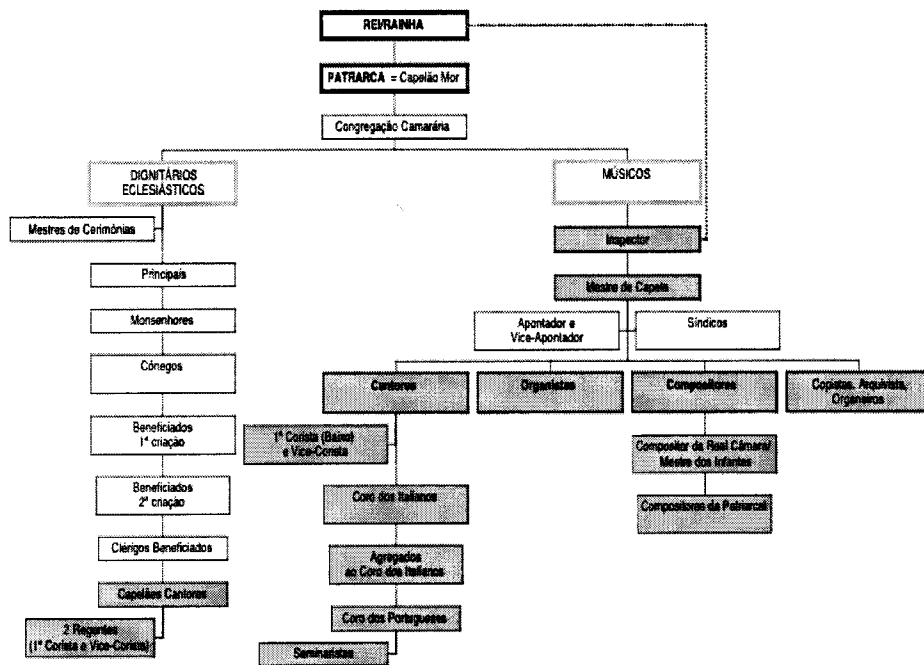 REI/RAINHA
PATRIARCA = Capelão Mor
Congregação Camarária
DIGNITÁRIOS
ECLESIÁSTICOS
MÚSICOS
Mestres de Cerimónias
Inspector
Principais
Mestre de Capela
Monsenhores
Apontador e
Vice-Apontador
Síndicos
Cónegos
Cantores
Organistas
Compositores
Copistas, Arquivista,
Organeiros
Beneficiados
1ª criação
1º Corista (Baixo)
e Vice-Corista
Compositor da Real Câmara/
Mestre dos Infantes
Beneficiados
2ª criação
Coro dos Italianos
Compositores da Patriarcal
Clérigos Beneficiados
Agregados
ao Coro dos Italianos
Capelães Cantores
Coro dos Portugueses
2 Regentes
(1º Corista e Vice-Corista)
Seminaristas